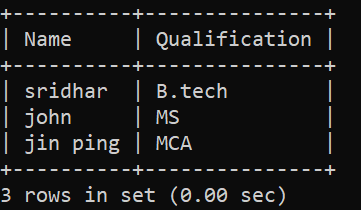 +----------+---------------+
| Name     | Qualification |
+----------+---------------+
| sridhar  | B.tech        |
| john     | MS            |
| jin ping | MCA           |
+----------+---------------+
3 rows in set (0.00 sec)